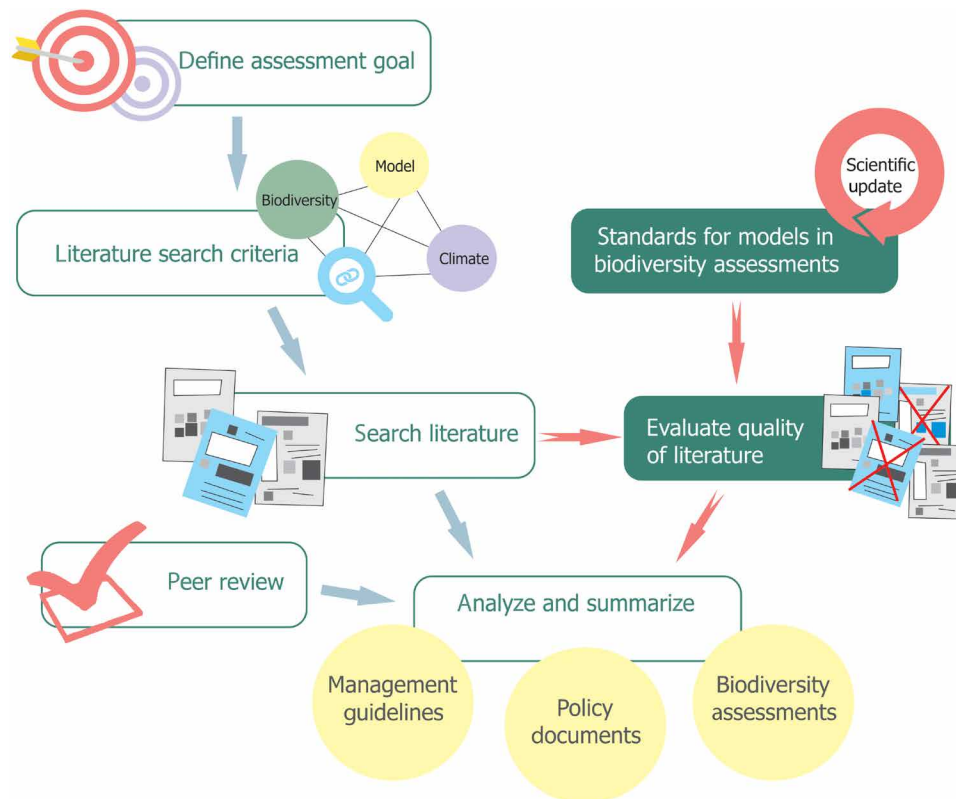 Define assessment goal
Model
Biodiversity
Climate
Literature search criteria
Scientific
update
Standards for models in
biodiversity assessments
Search literature
Evaluate quality
of literature
Peer review
Analyze and summarize
Management
guidelines
Policy
documents
Biodiversity
assessments